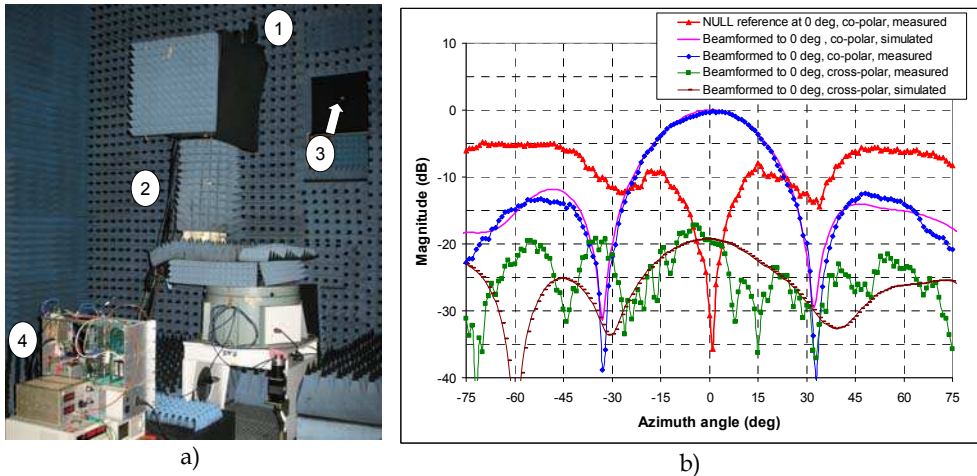 1
2
3
4
a)
NULL reference at 0 deg, co-polar, measured
Beamformed to 0 deg , co-polar, simulated
Beamformed to 0 deg, co-polar, measured
Beamformed to 0 deg, cross-polar, measured
Beamformed to 0 deg, cross-polar, simulated
Magnitude (dB)
10
0
-10
-20
-30
-40
-75 -60 -45 -30 -15 0 15 30 45 60 75
Azimuth angle (deg)
b)